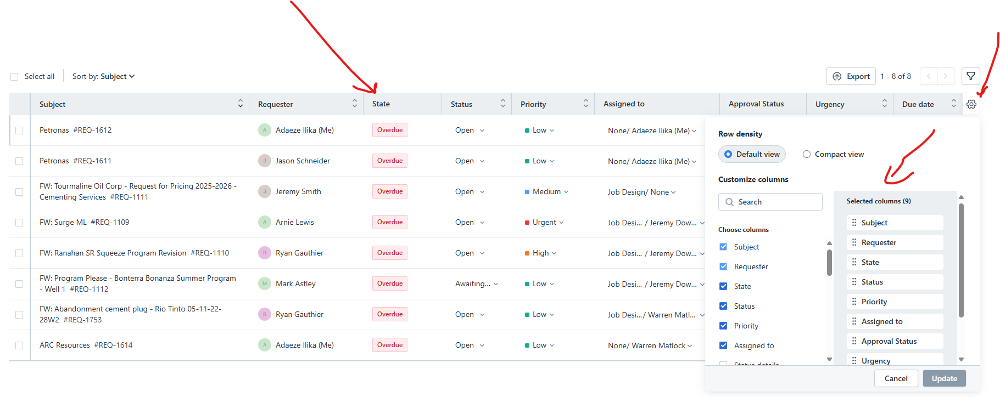 Select all Sort by: Subject Export 1 - 8 of 8
Subject Requester State Status Priority Assigned to Approval Status Urgency Due date
Petronas #REQ-1612 A Adaeze Ilika (Me) Overdue Open Low None/ Adaeze Ilika (Me)
Petronas #REQ-1611 J Jason Schneider Overdue Open Low None/ Adaeze Ilika (Me)
FW: Tourmaline Oil Corp - Request for Pricing 2025-2026 -
Cementing Services #REQ-1111 J Jeremy Smith Overdue Open Medium Job Design/ None
FW: Surge ML #REQ-1109 A Arnie Lewis Overdue Open Urgent Job Desi... / Jeremy Dow...
FW: Ranahan SR Squeeze Program Revision #REQ-1110 R Ryan Gauthier Overdue Open High Job Desi... / Jeremy Dow...
FW: Program Please - Bonterra Bonanza Summer Program
- Well 1 #REQ-1112 M Mark Astley Overdue Awaiting... Low Job Desi... / Jeremy Dow...
FW: Abandonment cement plug - Rio Tinto 05-11-22-
28W2 #REQ-1753 R Ryan Gauthier Overdue Open Low Job Desi.../ Warren Matl...
ARC Resources #REQ-1614 A Adaeze Ilika (Me) Overdue Open Low None/ Warren Matlock
Row density
Default view Compact view
Customize columns
Search
Choose columns
Subject
Requester
State
Status
Priority
Assigned to
Status details
Selected columns (9)
Subject
Requester
State
Status
Priority
Assigned to
Approval Status
Urgency
Cancel Update